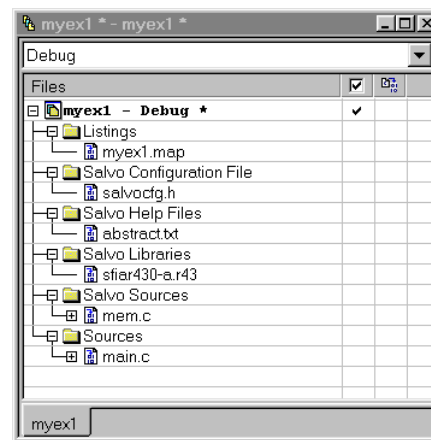 myex1 * - myex1 *
Debug
Files
myex1 - Debug *
Listings
myex1.map
Salvo Configuration File
salvocfg.h
Salvo Help Files
abstract.txt
Salvo Libraries
sfiar430-a.r43
Salvo Sources
mem.c
Sources
main.c
myex1